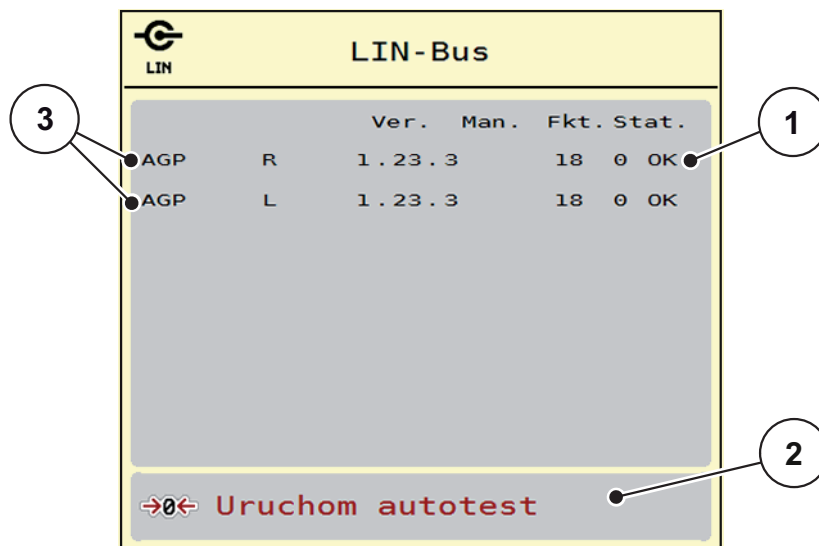 LIN
LIN-Bus
Ver. Man. Fkt. Stat.
3
1
AGP R 1.23.3 18 0 OK
AGP L 1.23.3 18 0 OK
2
→0← Uruchom autotest